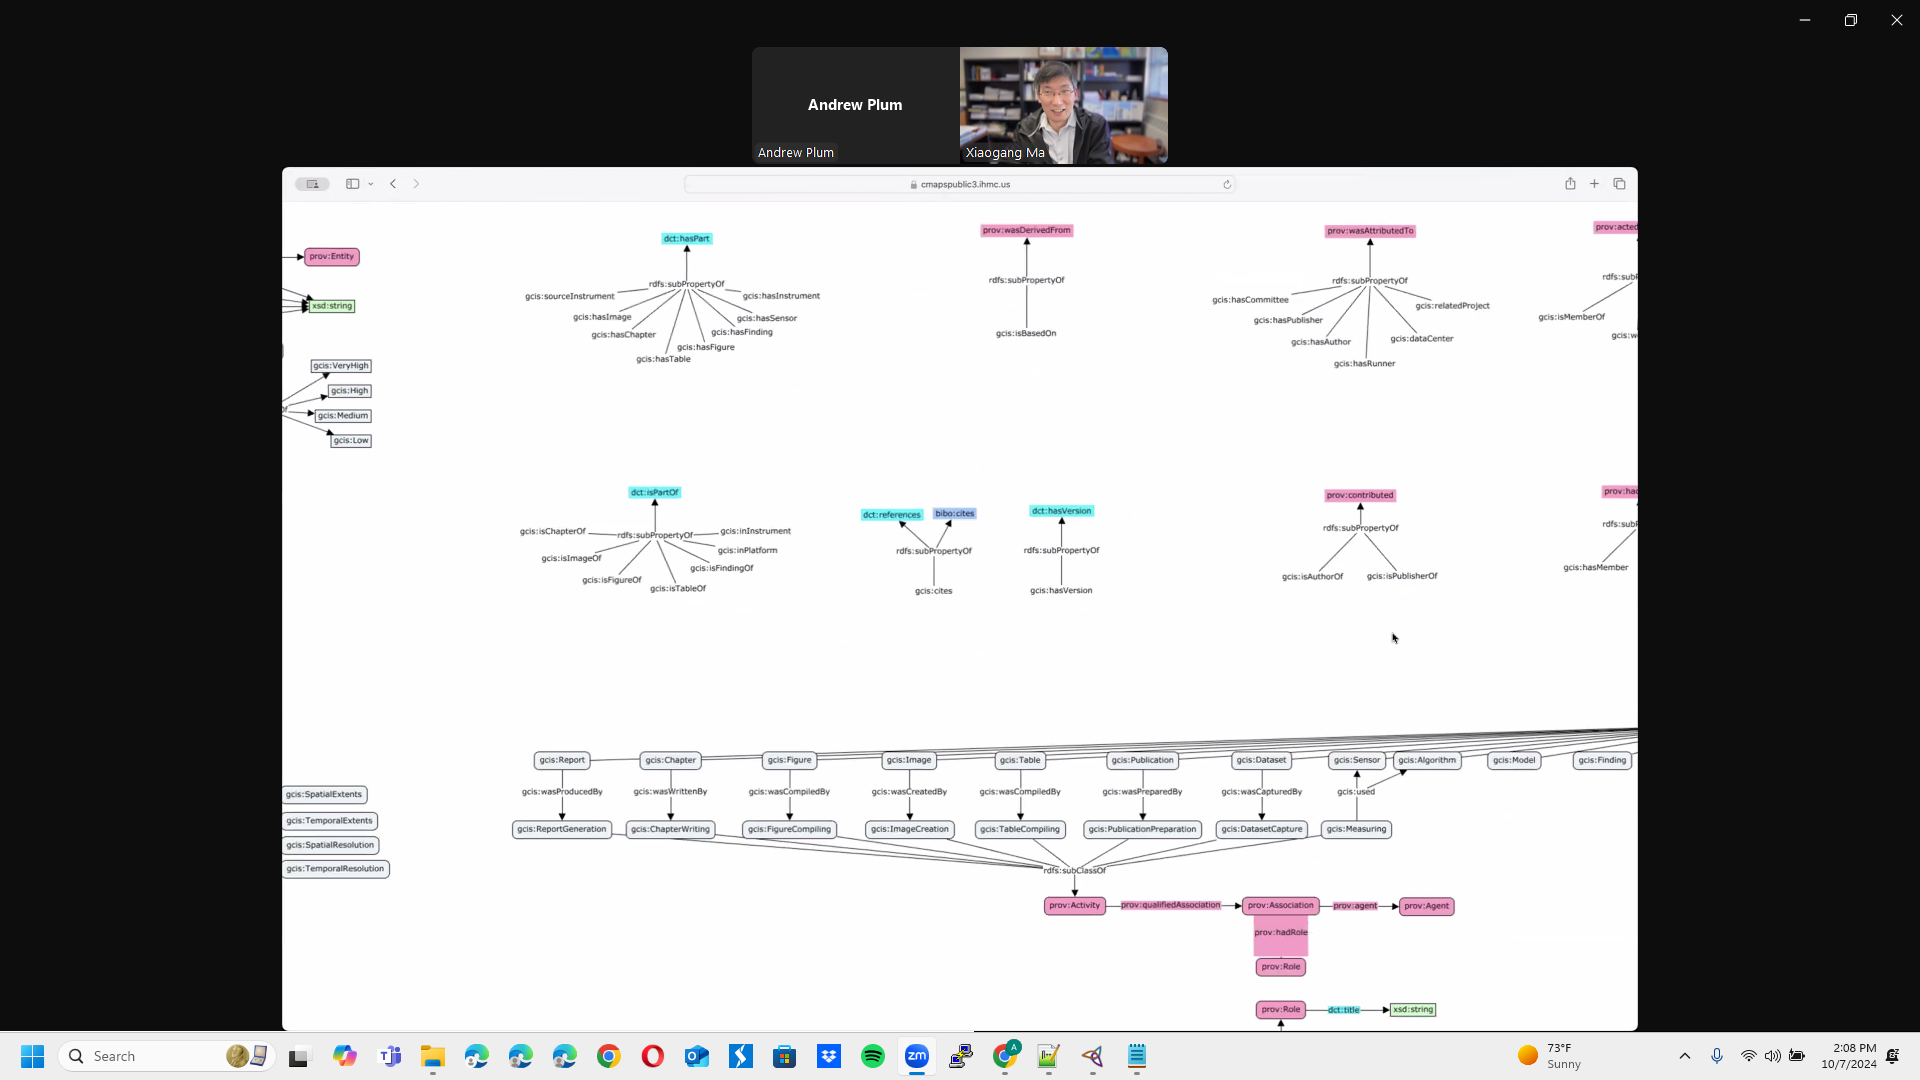 Andrew Plum
Andrew Plum
Xiaogang Ma
cmapspublic3.ihmc.us
prov:Entity
xsd:string
gcis:VeryHigh
gcis:High
gcis:Medium
gcis:Low
dct:hasPart
rdfs:subPropertyOf
gcis:sourceInstrument
gcis:hasInstrument
gcis:hasImage
gcis:hasSensor
gcis:hasChapter
gcis:hasFinding
gcis:hasFigure
gcis:hasTable
prov:wasDerivedFrom
rdfs:subPropertyOf
gcis:isBasedOn
prov:wasAttributedTo
rdfs:subPropertyOf
gcis:hasCommittee
gcis:relatedProject
gcis:hasPublisher
gcis:hasAuthor
gcis:dataCenter
gcis:hasRunner
prov:acted
rdfs:subP
gcis:isMemberOf
gcis:w
dct:isPartOf
gcis:isChapterOf
rdfs:subPropertyOf
gcis:inInstrument
gcis:isImageOf
gcis:inPlatform
gcis:isFigureOf
gcis:isFindingOf
gcis:isTableOf
dct:references
bibo:cites
rdfs:subPropertyOf
gcis:cites
dct:hasVersion
rdfs:subPropertyOf
gcis:hasVersion
prov:contributed
rdfs:subPropertyOf
gcis:isAuthorOf
gcis:isPublisherOf
prov:had
rdfs:subP
gcis:hasMember
gcis:Report
gcis:Chapter
gcis:Figure
gcis:Image
gcis:Table
gcis:Publication
gcis:Dataset
gcis:Sensor
gcis:Algorithm
gcis:Model
gcis:Finding
gcis:wasProducedBy
gcis:wasWrittenBy
gcis:wasCompiledBy
gcis:wasCreatedBy
gcis:wasCompiledBy
gcis:wasPreparedBy
gcis:wasCapturedBy
gcis:used
gcis:ReportGeneration
gcis:ChapterWriting
gcis:FigureCompiling
gcis:ImageCreation
gcis:TableCompiling
gcis:PublicationPreparation
gcis:DatasetCapture
gcis:Measuring
gcis:SpatialExtents
gcis:TemporalExtents
gcis:SpatialResolution
gcis:TemporalResolution
rdfs:subClassOf
prov:Activity
prov:qualifiedAssociation
prov:Association
prov:agent
prov:Agent
prov:hadRole
prov:Role
prov:Role
dct:title
xsd:string
Search
zm
A
73°F
Sunny
2:08 PM
10/7/2024